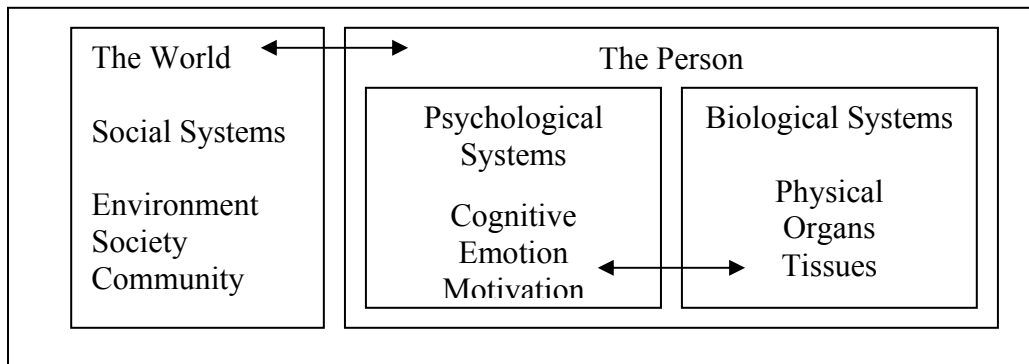 The World
Social Systems
Environment
Society
Community
The Person
Psychological
Systems
Cognitive
Emotion
Motivation
Biological Systems
Physical
Organs
Tissues